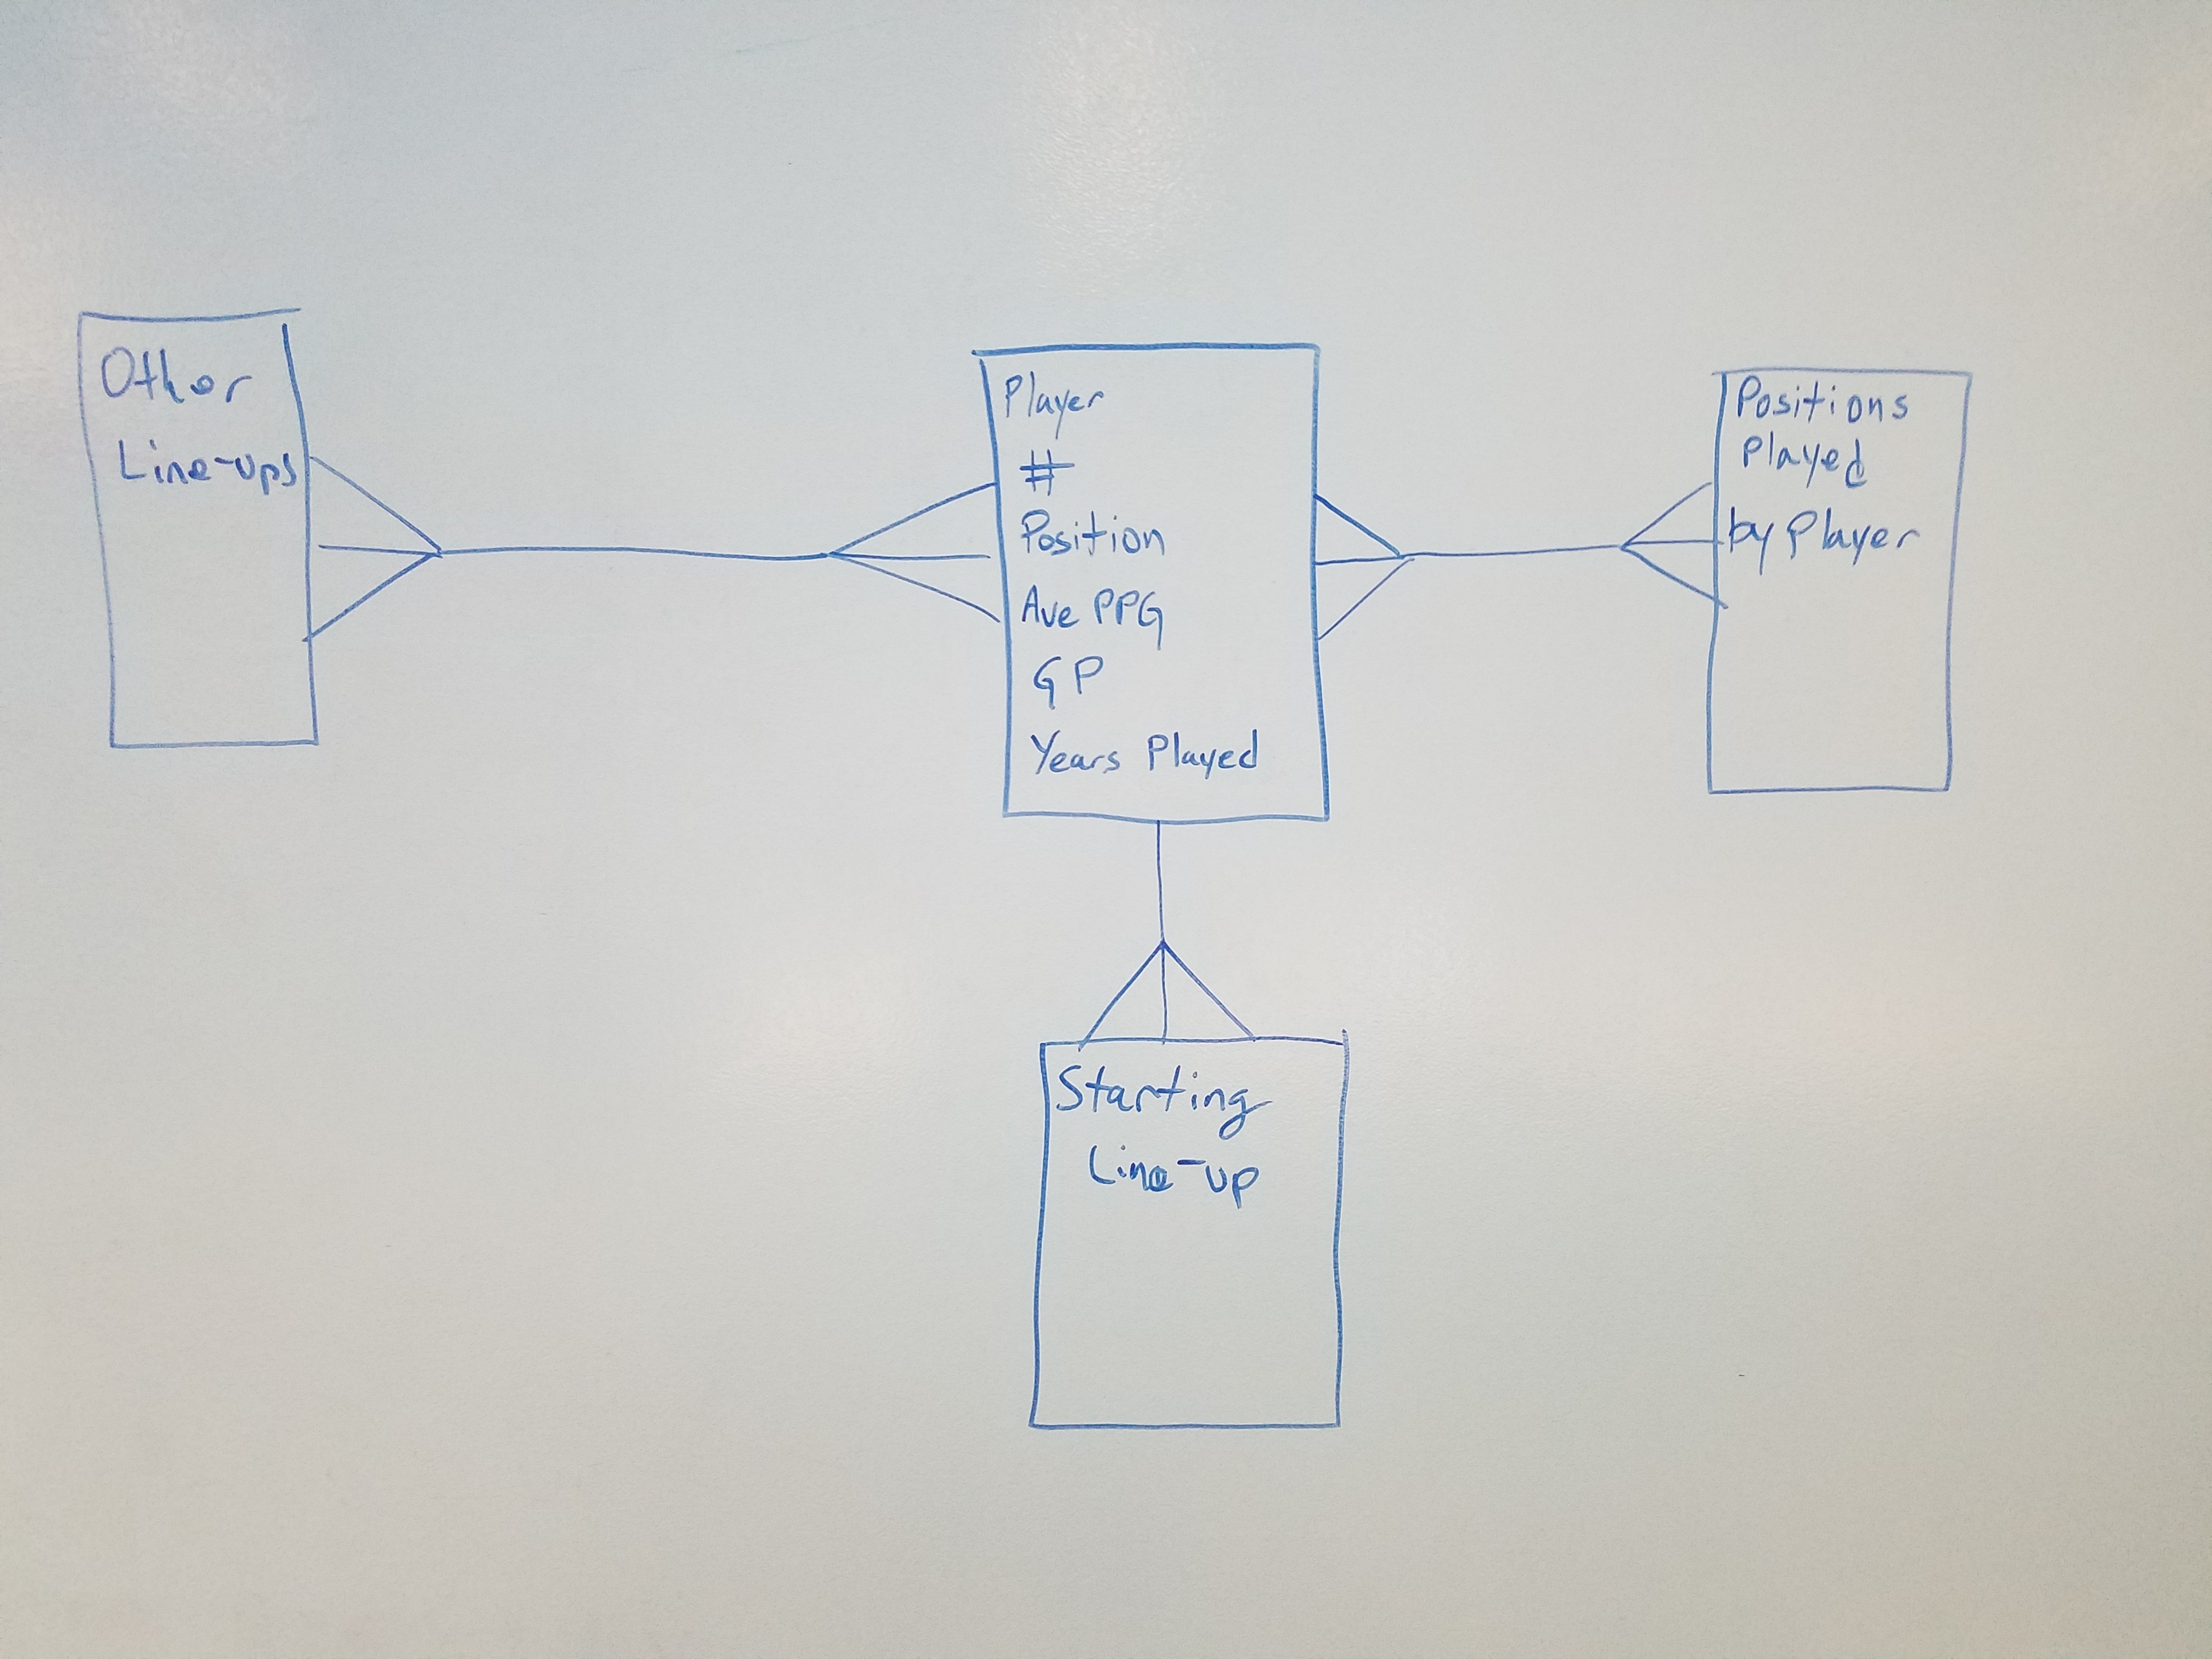 Other
Line-ups
Player
#
Position
Ave PPG
GP
Years Played
Positions
Played
by Player
Starting
Line-up